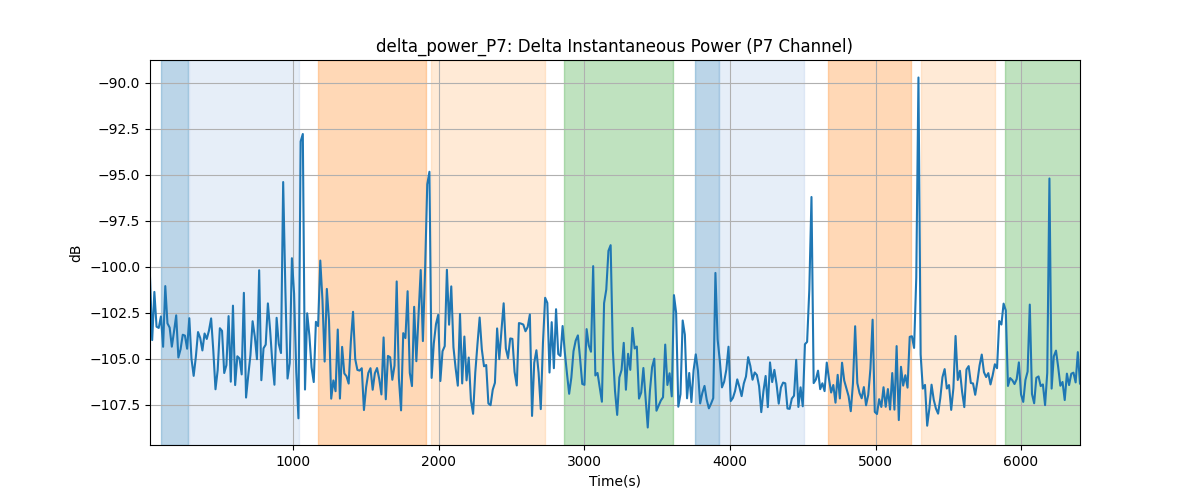 delta_power_P7: Delta Instantaneous Power (P7 Channel)
−90.0
−92.5
−95.0
−97.5
−100.0
−102.5
−105.0
−107.5
dB
1000 2000 3000 4000 5000 6000
Time(s)